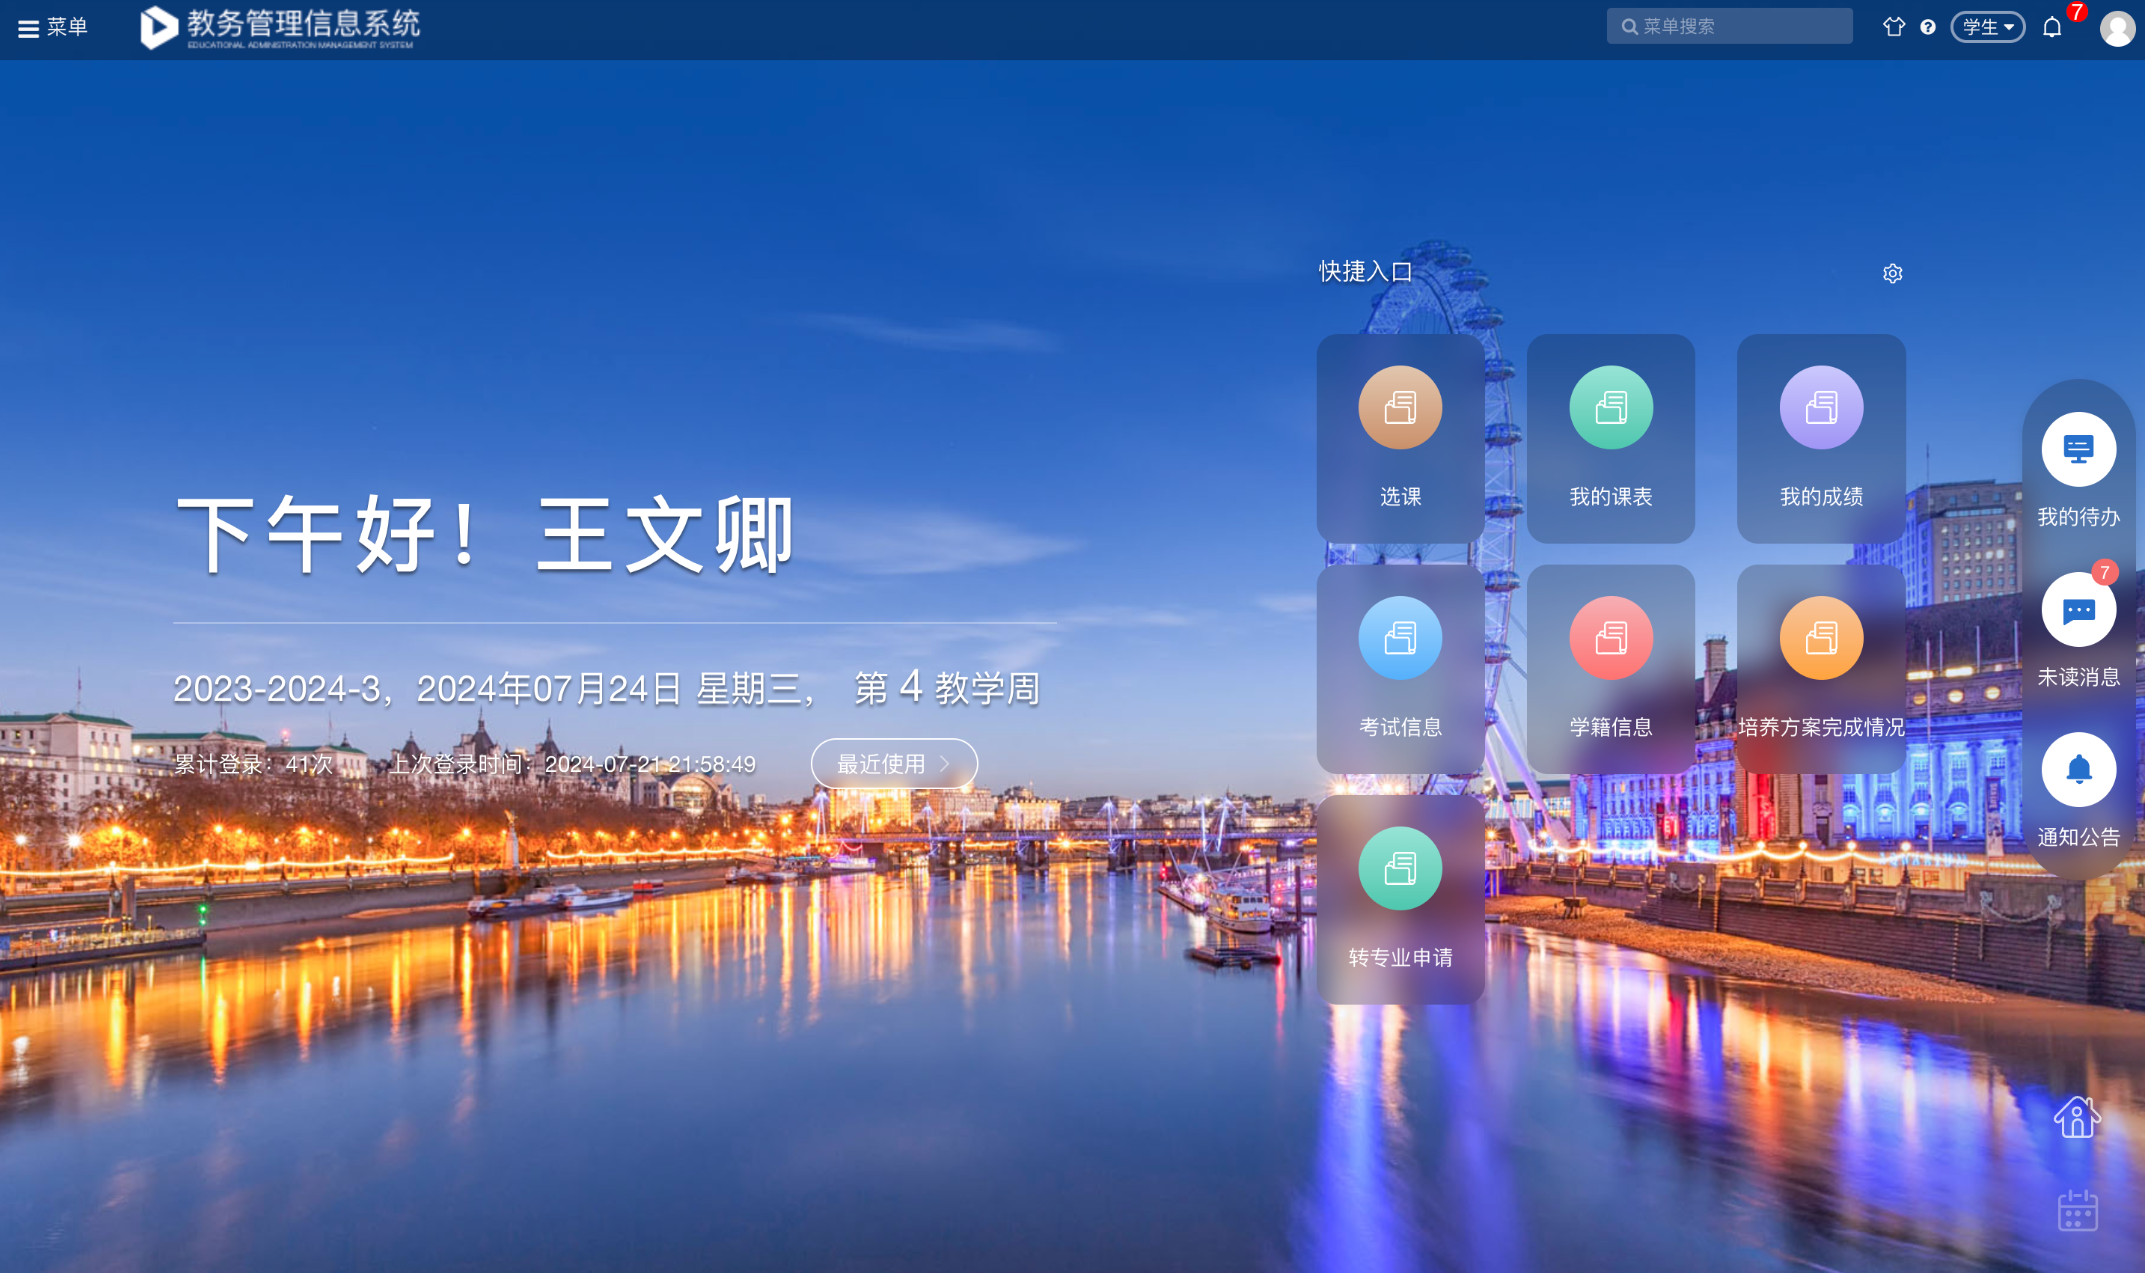 菜单
教务管理信息系统
EDUCATIONAL ADMINISTRATION MANAGEMENT SYSTEM
菜单搜索
学生
7
快捷入口
选课
我的课表
我的成绩
我的待办
下午好！王文卿
考试信息
学籍信息
培养方案完成情况
7
未读消息
2023-2024-3，2024年07月24日 星期三， 第 4 教学周
累计登录：41次 上次登录时间：2024-07-21 21:58:49 最近使用
通知公告
转专业申请